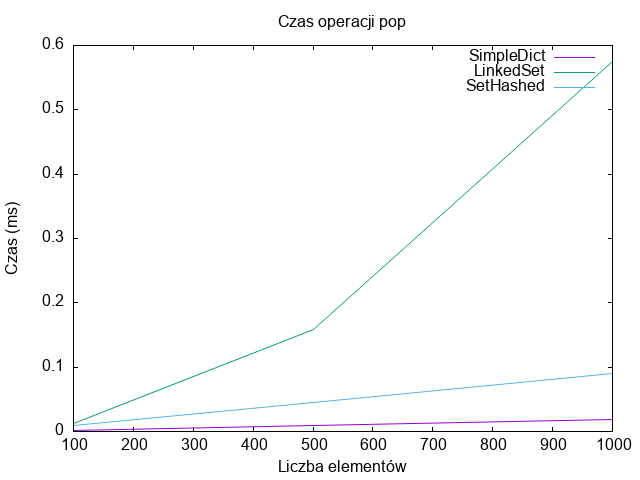 Czas operacji pop
SimpleDict
LinkedSet
SetHashed
0.6
0.5
0.4
0.3
0.2
0.1
0
Czas (ms)
100 200 300 400 500 600 700 800 900 1000
Liczba elementów